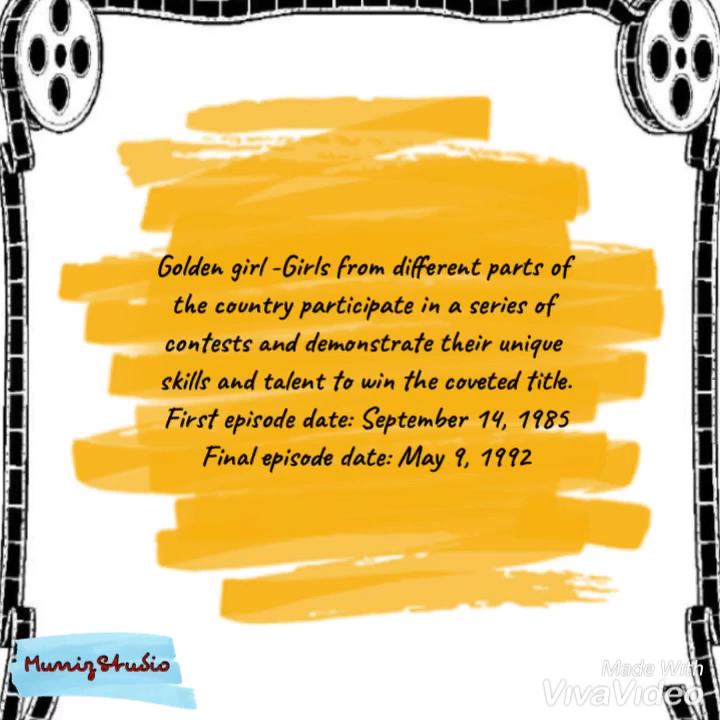 Golden girl -Girls from different parts of
the country participate in a series of
contests and demonstrate their unique
skills and talent to win the coveted title.
First episode date: September 14, 1985
Final episode date: May 9, 1992
MunizStudio
Made With
VivaVideo